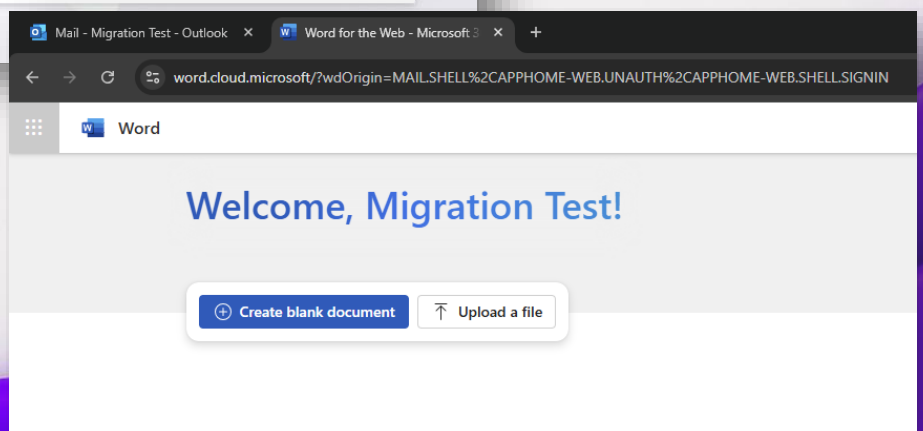 Mail - Migration Test - Outlook
Word for the Web - Microsoft 3
word.cloud.microsoft/?wdOrigin=MAIL.SHELL%2CAPPHOME-WEB.UNAUTH%2CAPPHOME-WEB.SHELL.SIGNIN
Word
Welcome, Migration Test!
Create blank document
Upload a file